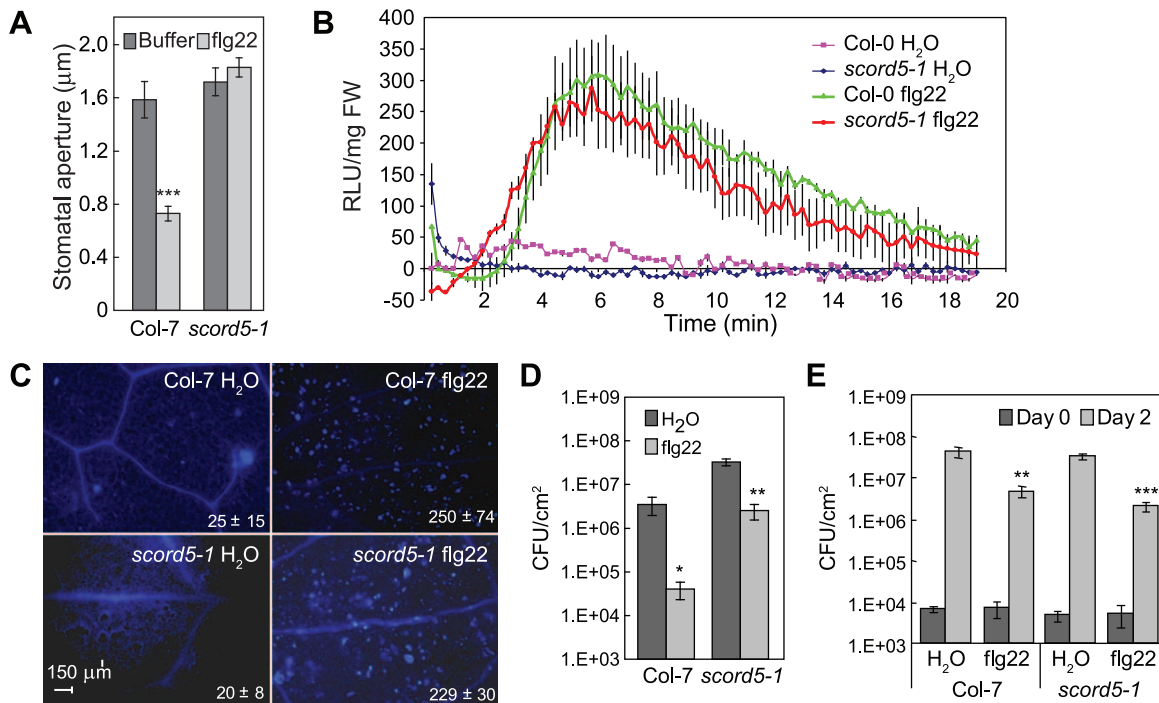 A
Buffer flg22
Stomatal aperture (μm)
2.0
1.6
1.2
0.8
0.4
0
***
Col-7 scord5-1
B
RLU/mg FW
400
350
300
250
200
150
100
50
0
-50
2 4 6 8 10 12 14 16 18 20
Time (min)
Col-0 H₂O
scord5-1 H₂O
Col-0 flg22
scord5-1 flg22
C
Col-7 H₂O
25 ± 15
Col-7 flg22
250 ± 74
scord5-1 H₂O
150 μm
20 ± 8
scord5-1 flg22
229 ± 30
D
CFU/cm²
1.E+09
1.E+08
1.E+07
1.E+06
1.E+05
1.E+04
1.E+03
H₂O
flg22
*
**
Col-7 scord5-1
E
CFU/cm²
1.E+09
1.E+08
1.E+07
1.E+06
1.E+05
1.E+04
1.E+03
Day 0 Day 2
**
***
H₂O flg22 H₂O flg22
Col-7 scord5-1